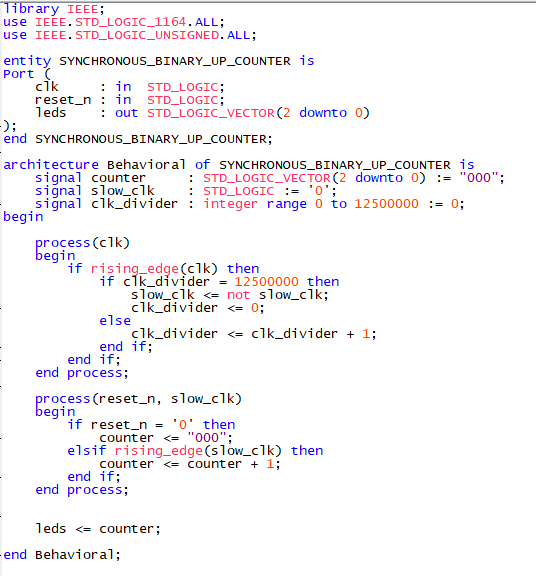 library IEEE;
use IEEE.STD_LOGIC_1164.ALL;
use IEEE.STD_LOGIC_UNSIGNED.ALL;

entity SYNCHRONOUS_BINARY_UP_COUNTER is
Port (
    clk     : in  STD_LOGIC;
    reset_n : in  STD_LOGIC;
    leds    : out STD_LOGIC_VECTOR(2 downto 0)
);
end SYNCHRONOUS_BINARY_UP_COUNTER;

architecture Behavioral of SYNCHRONOUS_BINARY_UP_COUNTER is
    signal counter     : STD_LOGIC_VECTOR(2 downto 0) := "000";
    signal slow_clk    : STD_LOGIC := '0';
    signal clk_divider : integer range 0 to 12500000 := 0;
begin

    process(clk)
    begin
        if rising_edge(clk) then
            if clk_divider = 12500000 then
                slow_clk <= not slow_clk;
                clk_divider <= 0;
            else
                clk_divider <= clk_divider + 1;
            end if;
        end if;
    end process;

    process(reset_n, slow_clk)
    begin
        if reset_n = '0' then
            counter <= "000";
        elsif rising_edge(slow_clk) then
            counter <= counter + 1;
        end if;
    end process;


    leds <= counter;

end Behavioral;